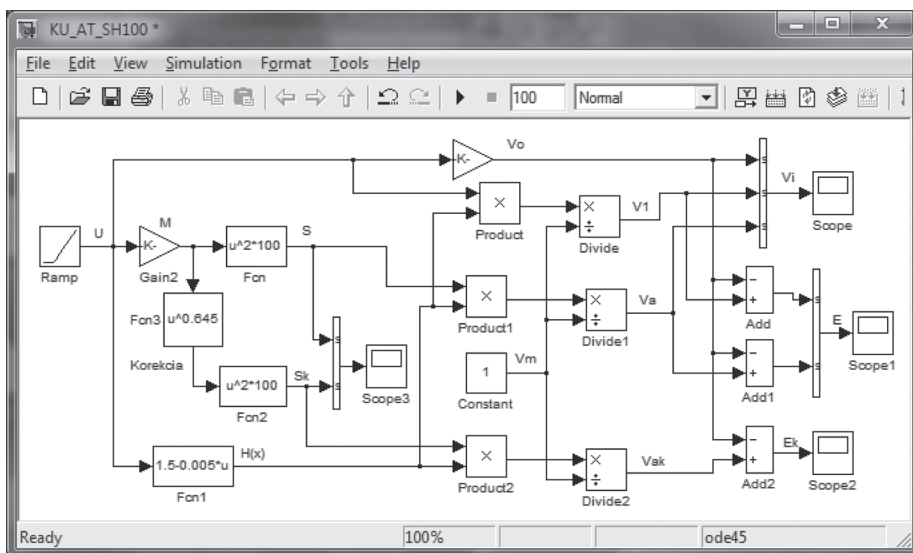 KU_AT_SH100 *
File Edit View Simulation Format Tools Help
100 Normal
Vo
K-
s
Vi
s
s
Scope
×
Product
×
÷
V1
Divide
U
M
S
Ramp
K-
Gain2
u^2*100
Fcn
Fcn3
u^0.645
Korekcia
×
Product1
×
÷
Va
Divide1
−
+
Add
s
E
s
Scope1
−
+
Add1
s
s
Scope3
1
Vm
Constant
u^2*100
Sk
Fcn2
1.5-0.005*u
H(x)
Fcn1
×
Product2
×
÷
Vak
Divide2
−
+
Ek
Add2
Scope2
Ready 100% ode45